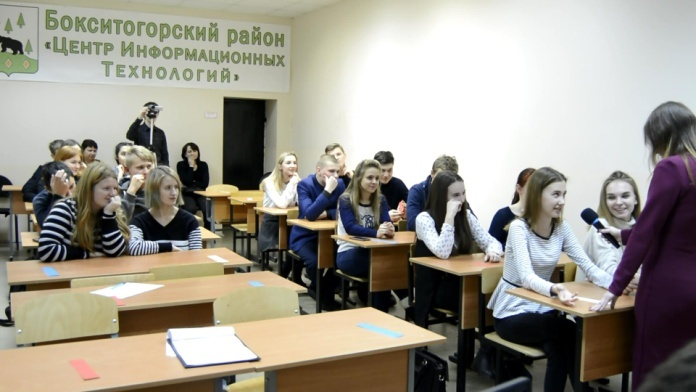 Бокситогорский район
«Центр Информационных
Технологий»